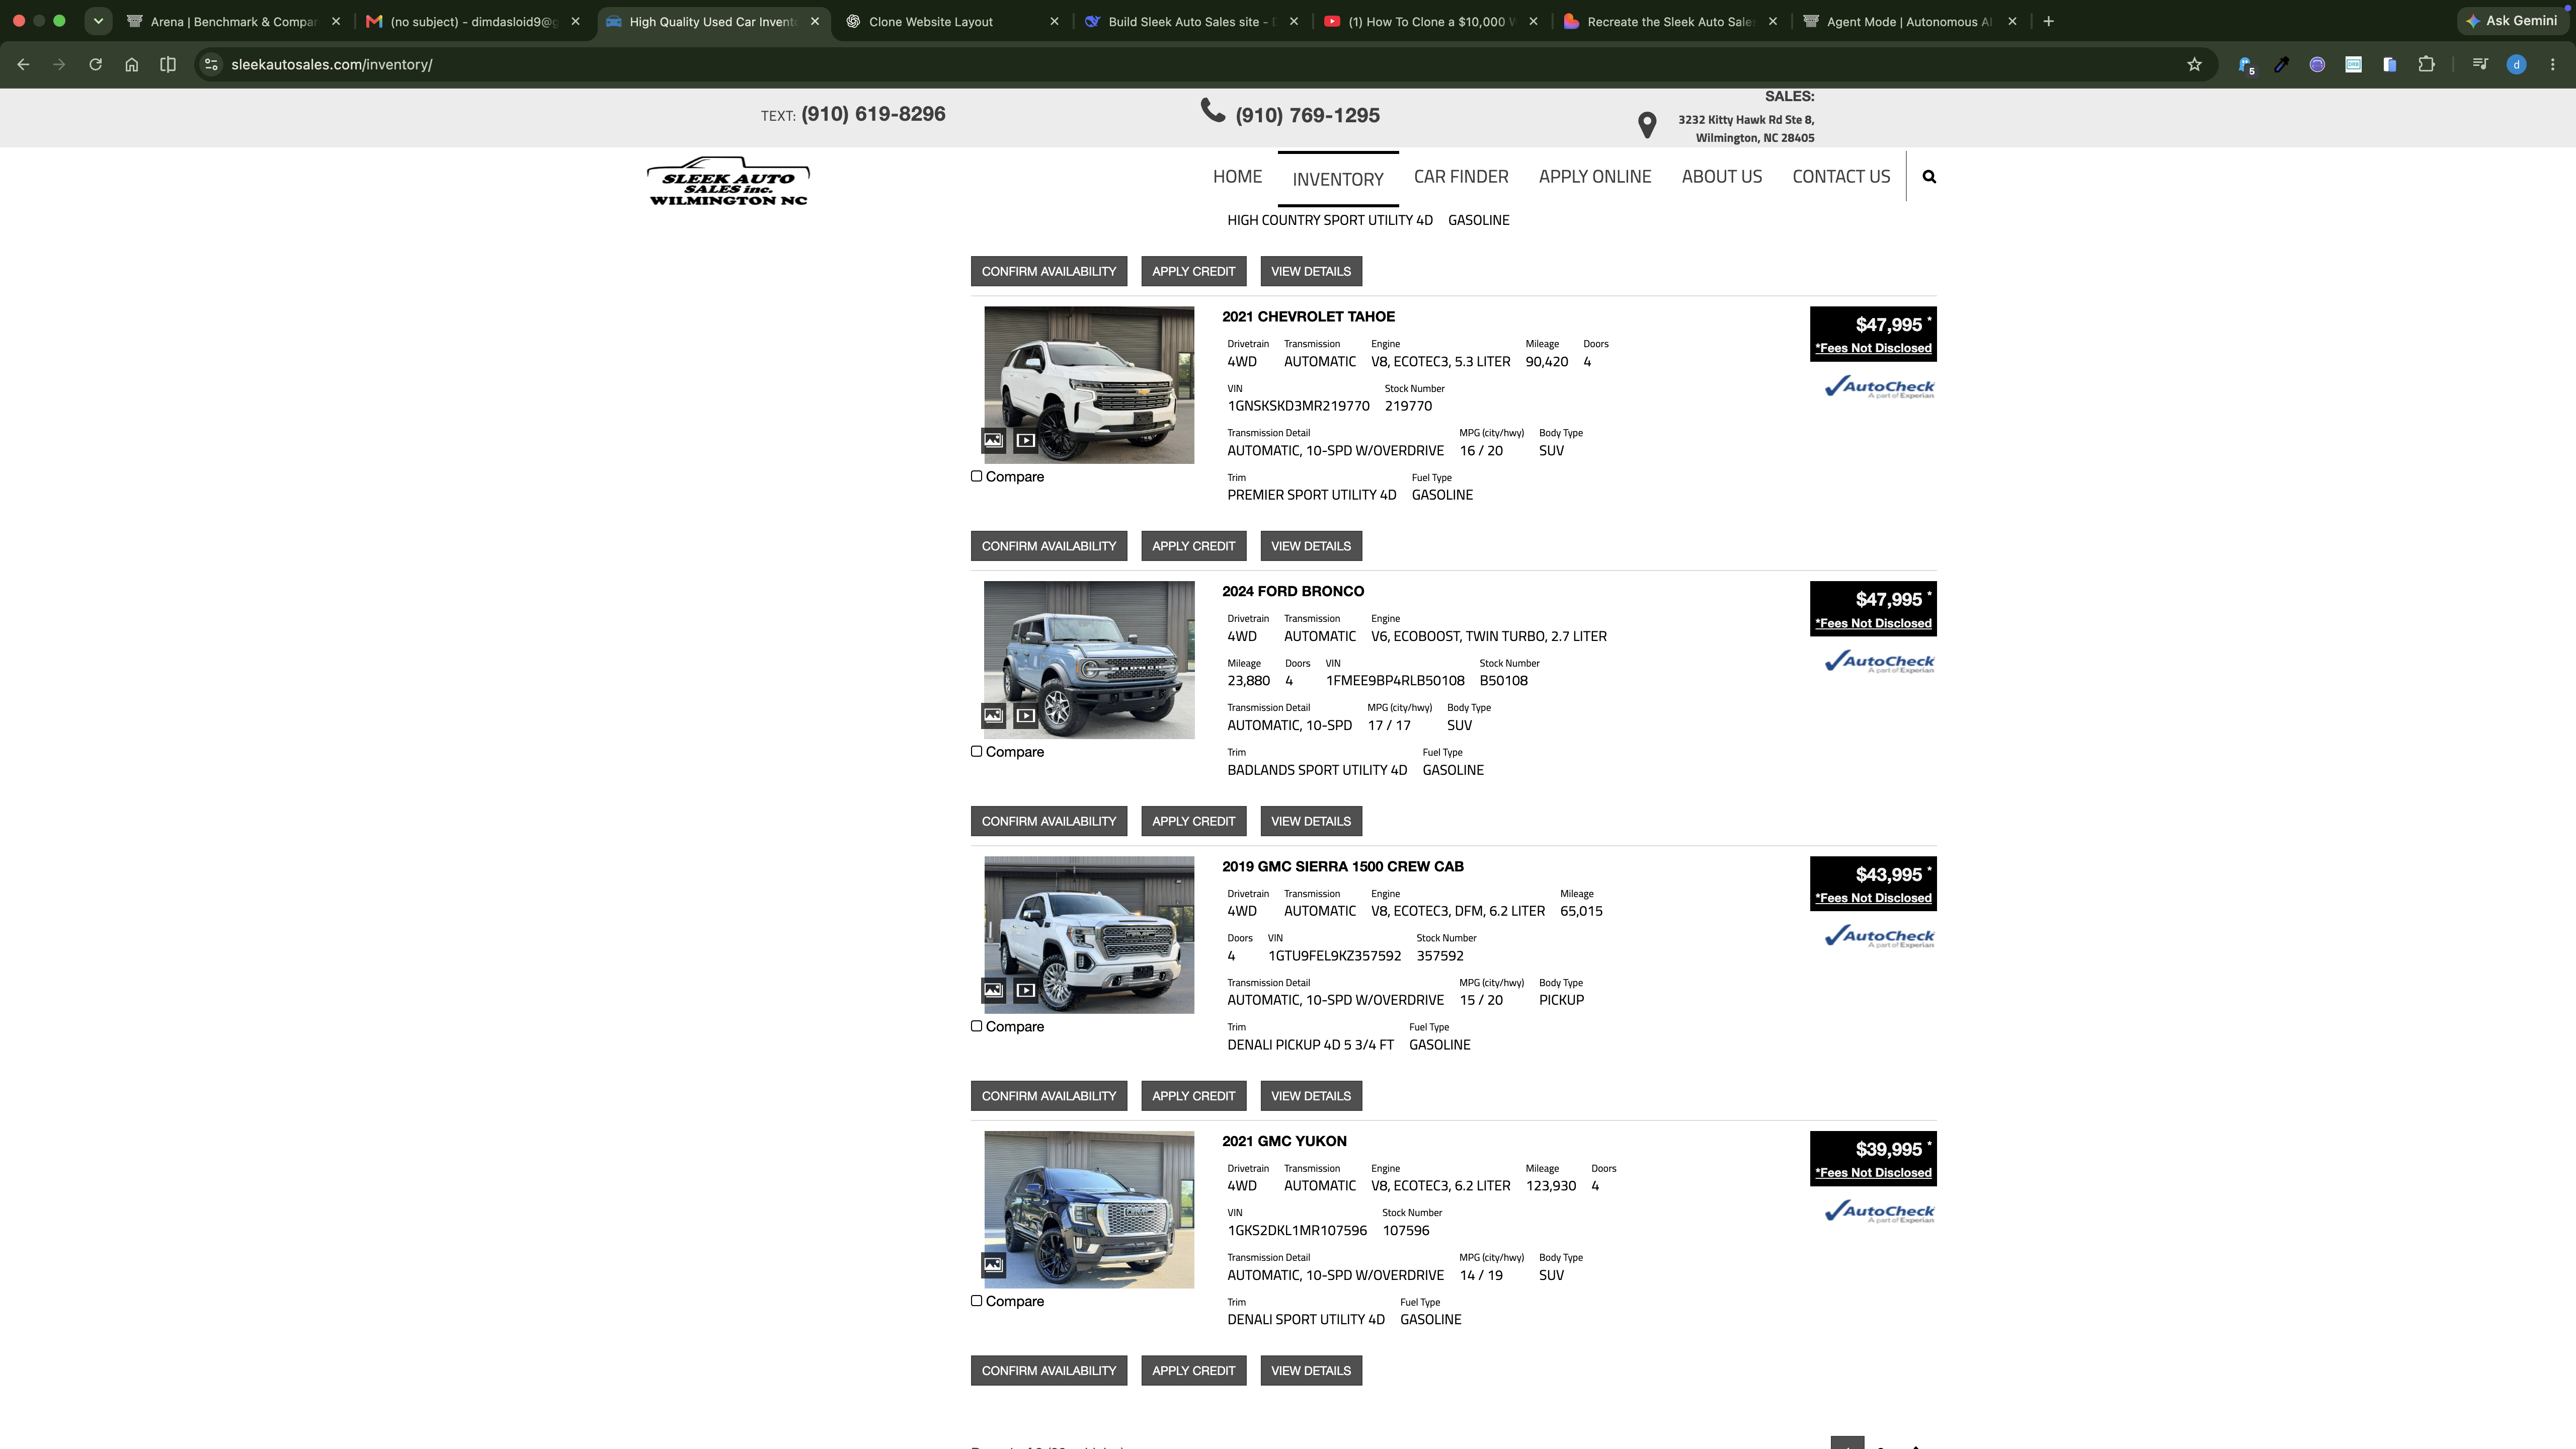 Arena | Benchmark & Compar
(no subject) - dimdasloid9@g
High Quality Used Car Invent
Clone Website Layout
Build Sleek Auto Sales site -
(1) How To Clone a $10,000 W
Recreate the Sleek Auto Sale
Agent Mode | Autonomous AI
Ask Gemini
sleekautosales.com/inventory/
5
d
TEXT: (910) 619-8296
(910) 769-1295
SALES:
3232 Kitty Hawk Rd Ste 8,
Wilmington, NC 28405
SLEEK AUTO
SALES inc.
WILMINGTON NC
HOME INVENTORY CAR FINDER APPLY ONLINE ABOUT US CONTACT US
HIGH COUNTRY SPORT UTILITY 4D GASOLINE
CONFIRM AVAILABILITY APPLY CREDIT VIEW DETAILS
2021 CHEVROLET TAHOE
Drivetrain Transmission Engine Mileage Doors
4WD AUTOMATIC V8, ECOTEC3, 5.3 LITER 90,420 4
VIN Stock Number
1GNSKSKD3MR219770 219770
Transmission Detail MPG (city/hwy) Body Type
AUTOMATIC, 10-SPD W/OVERDRIVE 16 / 20 SUV
Trim Fuel Type
PREMIER SPORT UTILITY 4D GASOLINE
$47,995 *
*Fees Not Disclosed
AutoCheck
A part of Experian
Compare
CONFIRM AVAILABILITY APPLY CREDIT VIEW DETAILS
2024 FORD BRONCO
Drivetrain Transmission Engine
4WD AUTOMATIC V6, ECOBOOST, TWIN TURBO, 2.7 LITER
Mileage Doors VIN Stock Number
23,880 4 1FMEE9BP4RLB50108 B50108
Transmission Detail MPG (city/hwy) Body Type
AUTOMATIC, 10-SPD 17 / 17 SUV
Trim Fuel Type
BADLANDS SPORT UTILITY 4D GASOLINE
$47,995 *
*Fees Not Disclosed
AutoCheck
A part of Experian
Compare
CONFIRM AVAILABILITY APPLY CREDIT VIEW DETAILS
2019 GMC SIERRA 1500 CREW CAB
Drivetrain Transmission Engine Mileage
4WD AUTOMATIC V8, ECOTEC3, DFM, 6.2 LITER 65,015
Doors VIN Stock Number
4 1GTU9FEL9KZ357592 357592
Transmission Detail MPG (city/hwy) Body Type
AUTOMATIC, 10-SPD W/OVERDRIVE 15 / 20 PICKUP
Trim Fuel Type
DENALI PICKUP 4D 5 3/4 FT GASOLINE
$43,995 *
*Fees Not Disclosed
AutoCheck
A part of Experian
Compare
CONFIRM AVAILABILITY APPLY CREDIT VIEW DETAILS
2021 GMC YUKON
Drivetrain Transmission Engine Mileage Doors
4WD AUTOMATIC V8, ECOTEC3, 6.2 LITER 123,930 4
VIN Stock Number
1GKS2DKL1MR107596 107596
Transmission Detail MPG (city/hwy) Body Type
AUTOMATIC, 10-SPD W/OVERDRIVE 14 / 19 SUV
Trim Fuel Type
DENALI SPORT UTILITY 4D GASOLINE
$39,995 *
*Fees Not Disclosed
AutoCheck
A part of Experian
Compare
CONFIRM AVAILABILITY APPLY CREDIT VIEW DETAILS